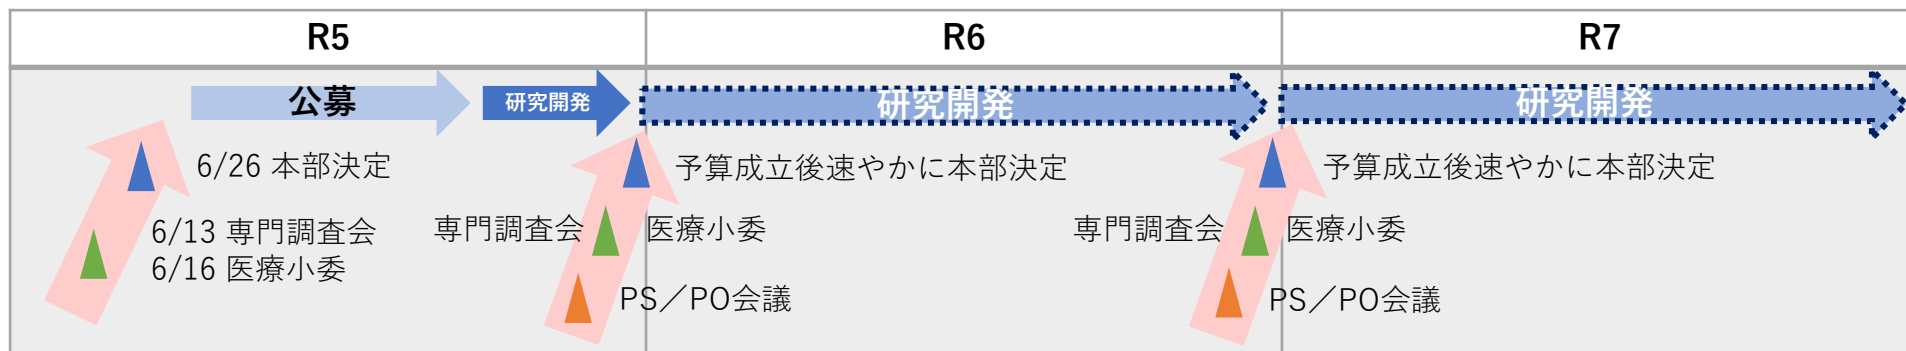 R5
R6
R7
公募
研究開発
研究開発
研究開発
6/26 本部決定
予算成立後速やかに本部決定
予算成立後速やかに本部決定
6/13 専門調査会
6/16 医療小委
専門調査会
医療小委
専門調査会
医療小委
PS／PO会議
PS／PO会議